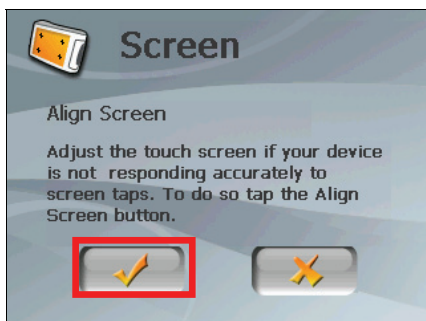 Screen
Align Screen
Adjust the touch screen if your device
is not responding accurately to
screen taps. To do so tap the Align
Screen button.